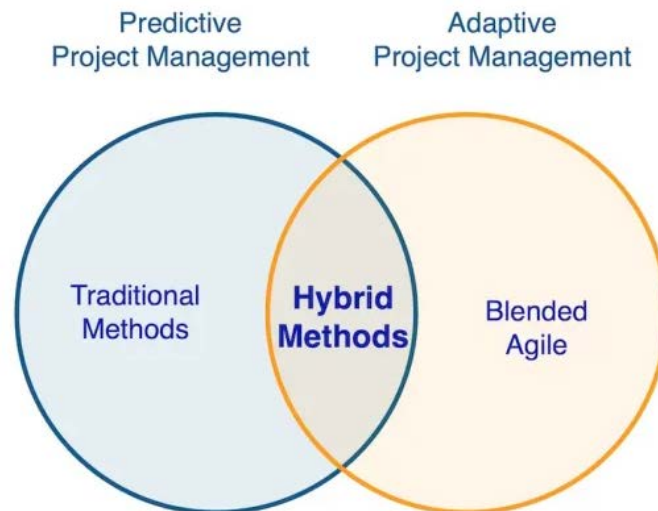 Predictive
Project Management
Adaptive
Project Management
Traditional
Methods
Hybrid
Methods
Blended
Agile